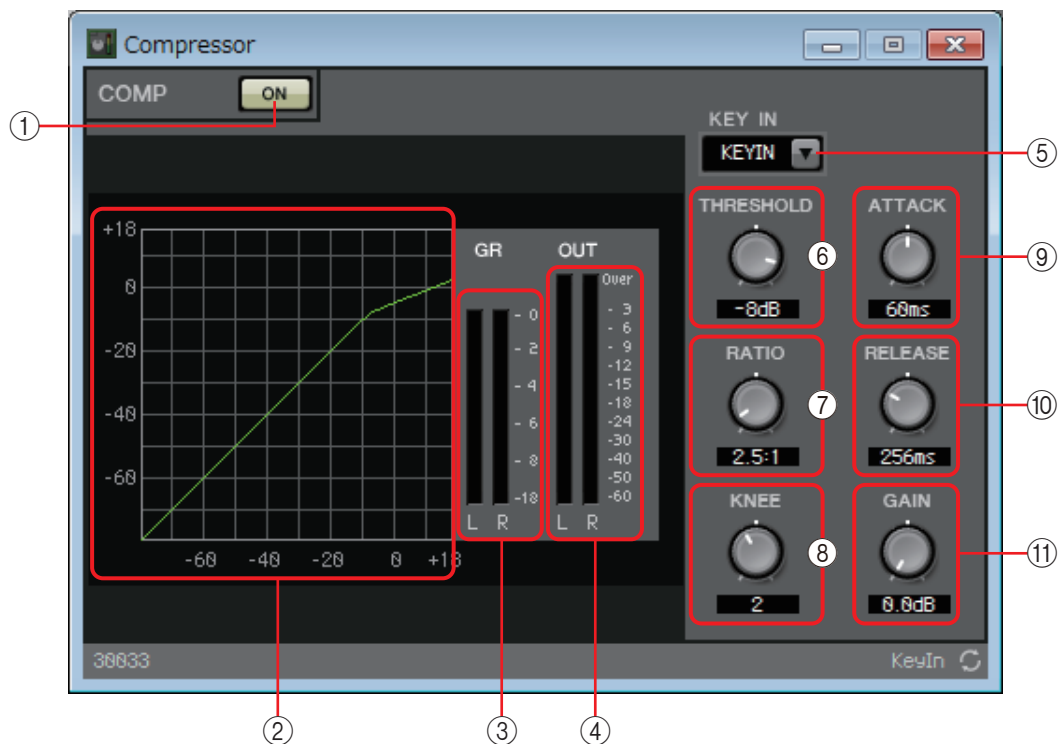 Compressor
COMP
ON
①
KEY IN
KEYIN
⑤
THRESHOLD
⑥
-8dB
ATTACK
⑨
60ms
+18
0
-20
-40
-60
-60 -40 -20 0 +18
GR
0
2
4
6
8
-18
L R
OUT
Over
- 3
- 6
- 9
-12
-15
-18
-24
-30
-40
-50
-60
L R
RATIO
⑦
2.5:1
RELEASE
⑩
256ms
KNEE
⑧
2
GAIN
⑪
0.0dB
30033
KeyIn
②
③
④